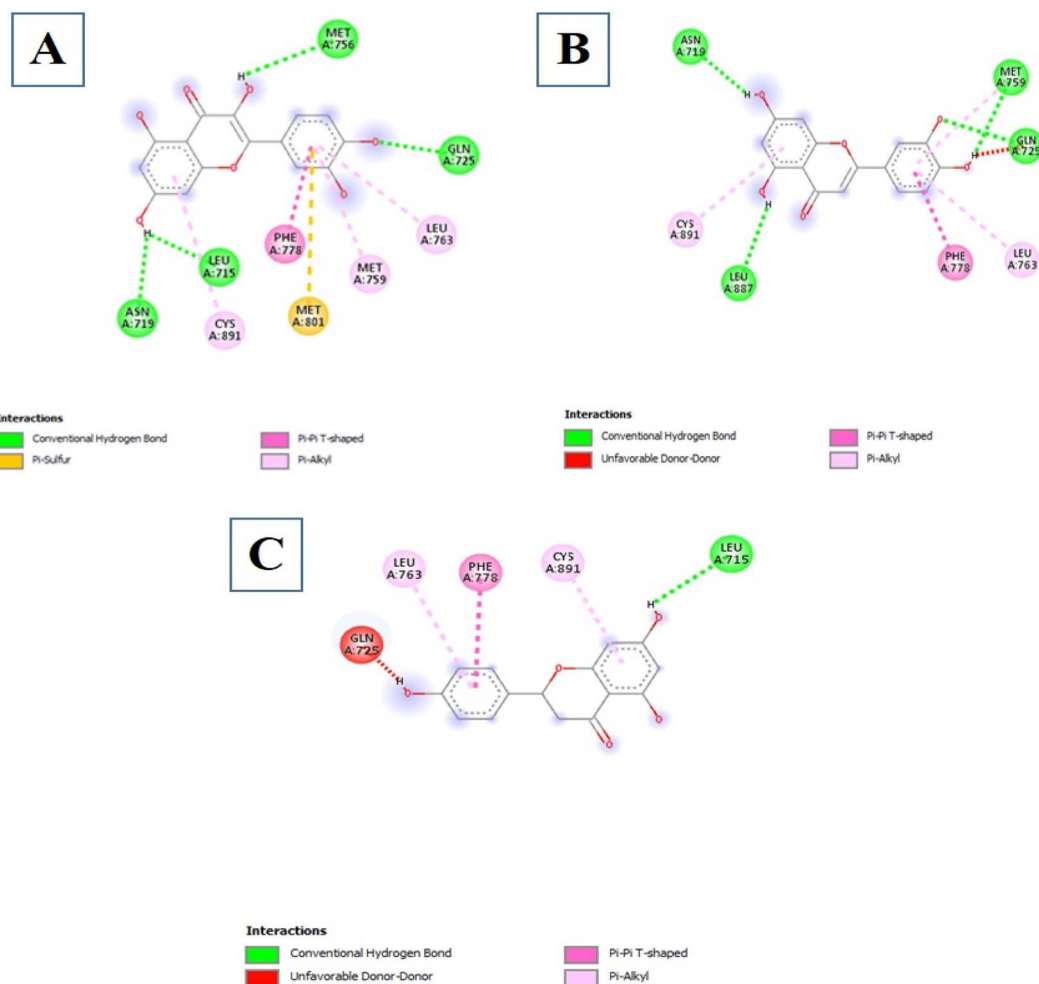 A
MET
A:756
GLN
A:725
LEU
A:763
PHE
A:778
MET
A:759
LEU
A:715
ASN
A:719
CYS
A:891
MET
A:801
H
O
O
O
O
O
O
O
H
Interactions
Conventional Hydrogen Bond
Pi-Sulfur
Pi-Pi T-shaped
Pi-Alkyl
B
ASN
A:719
MET
A:759
GLN
A:725
CYS
A:891
LEU
A:887
PHE
A:778
LEU
A:763
H
O
O
O
O
H
O
H
O
Interactions
Conventional Hydrogen Bond
Unfavorable Donor-Donor
Pi-Pi T-shaped
Pi-Alkyl
C
LEU
A:763
PHE
A:778
CYS
A:891
LEU
A:715
GLN
A:725
H
O
H
O
O
O
O
Interactions
Conventional Hydrogen Bond
Unfavorable Donor-Donor
Pi-Pi T-shaped
Pi-Alkyl